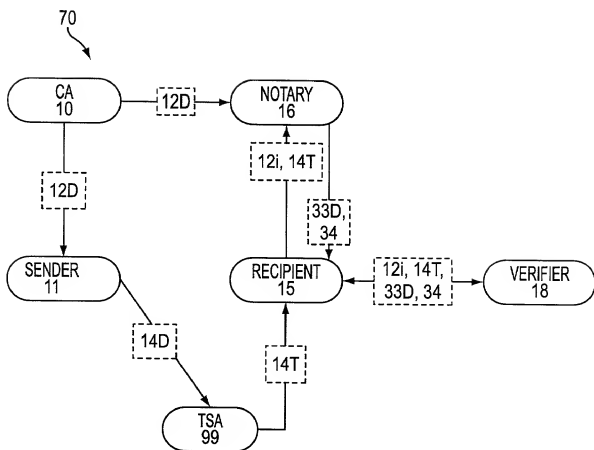 70
CA
10
12D
NOTARY
16
12i, 14T
33D,
34
12D
SENDER
11
RECIPIENT
15
12i, 14T,
33D, 34
VERIFIER
18
14D
14T
TSA
99